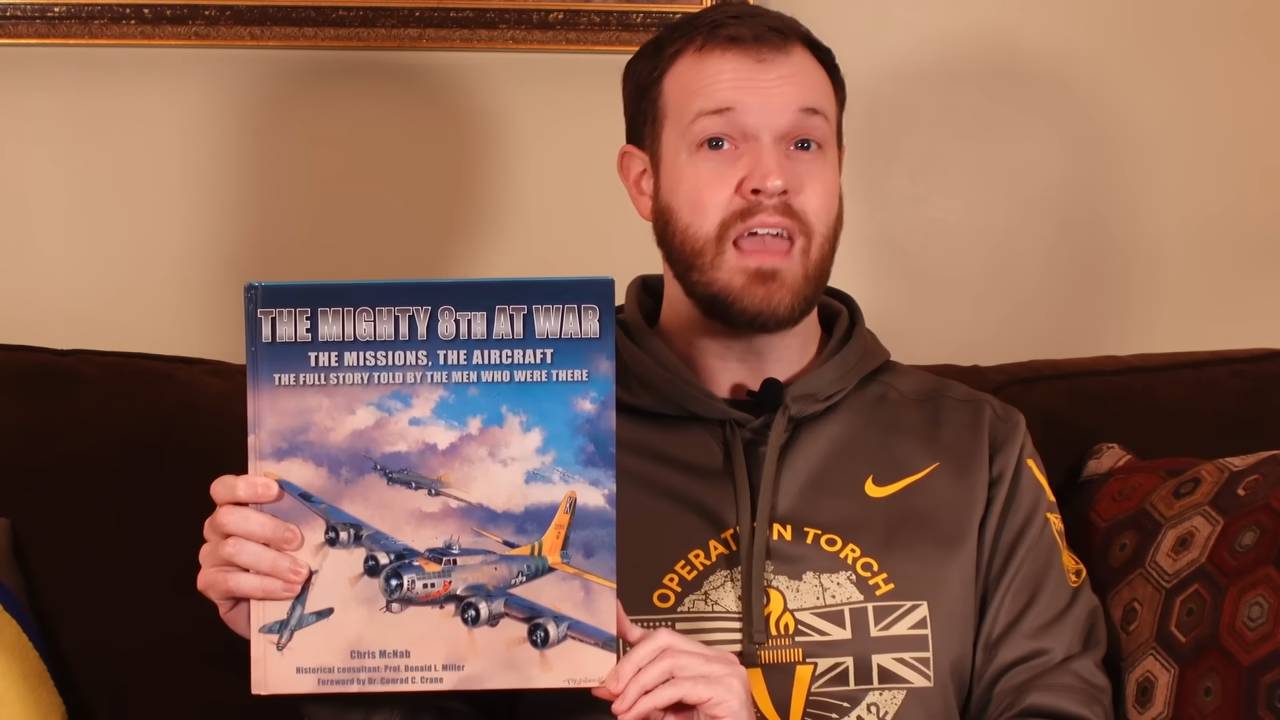 THE MIGHTY 8TH AT WAR
THE MISSIONS, THE AIRCRAFT
THE FULL STORY TOLD BY THE MEN WHO WERE THERE
Chris McNab
Historical consultant: Prof. Donald L. Miller
Foreword by Dr. Conrad C. Crane
OPERATION TORCH